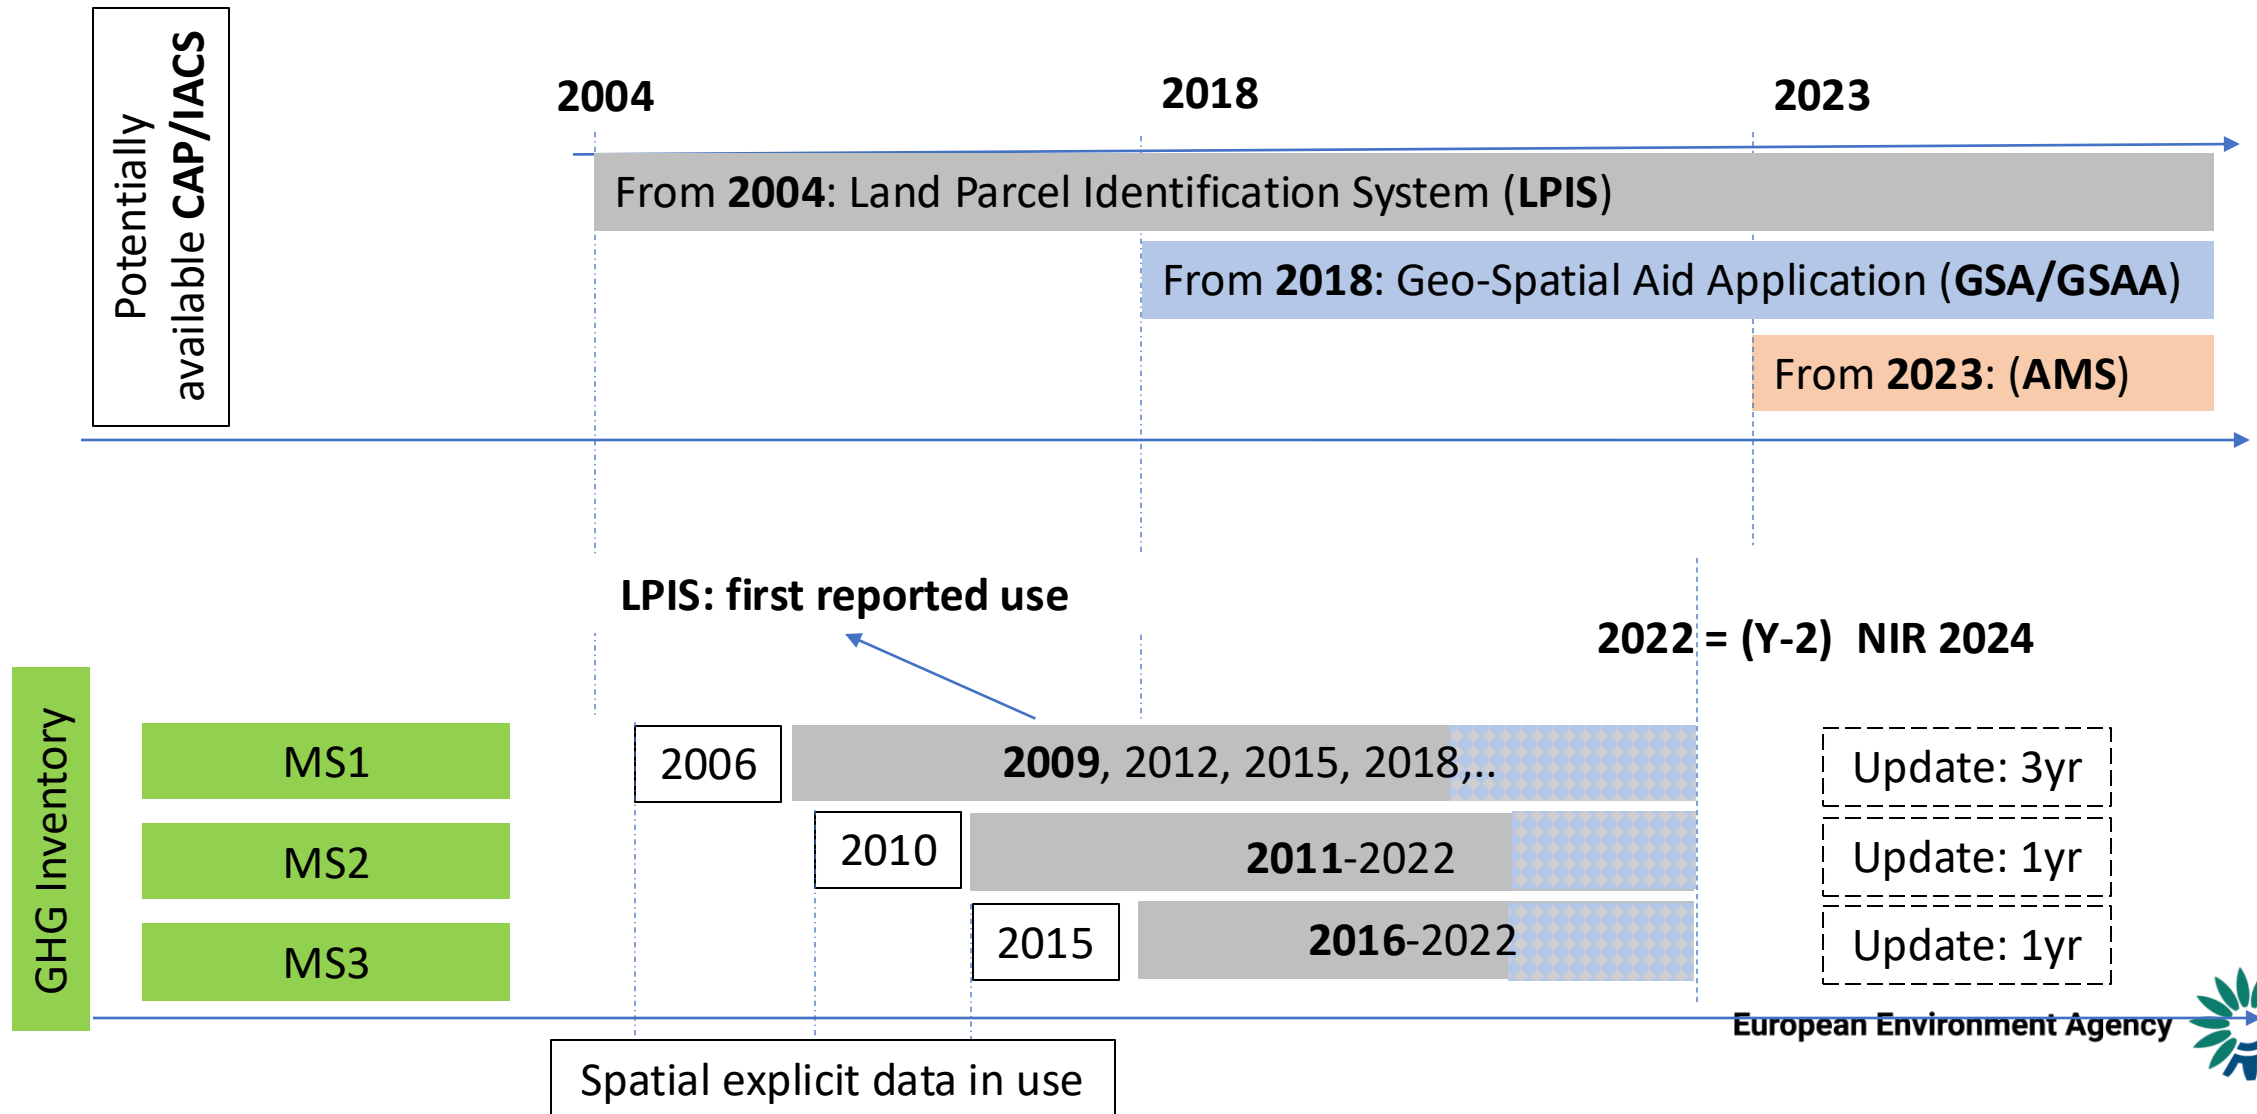 Potentially
available CAP/IACS
2004
2018
2023
From 2004: Land Parcel Identification System (LPIS)
From 2018: Geo-Spatial Aid Application (GSA/GSAA)
From 2023: (AMS)
LPIS: first reported use
2022 = (Y-2)  NIR 2024
GHG Inventory
MS1
2006
2009, 2012, 2015, 2018,..
Update: 3yr
MS2
2010
2011-2022
Update: 1yr
MS3
2015
2016-2022
Update: 1yr
European Environment Agency
Spatial explicit data in use